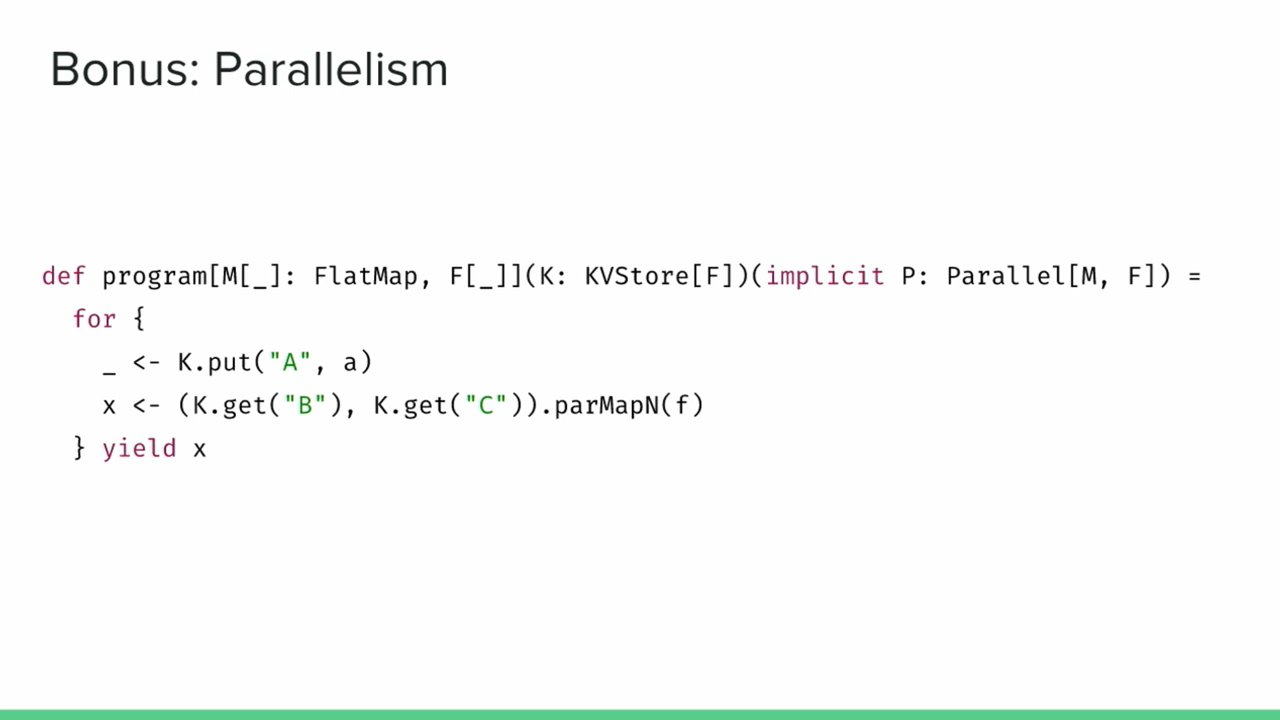 Bonus: Parallelism
def program[M[_]: FlatMap, F[_]](K: KVStore[F])(implicit P: Parallel[M, F]) =
for {
_ <- K.put("A", a)
x <- (K.get("B"), K.get("C")).parMapN(f)
} yield x